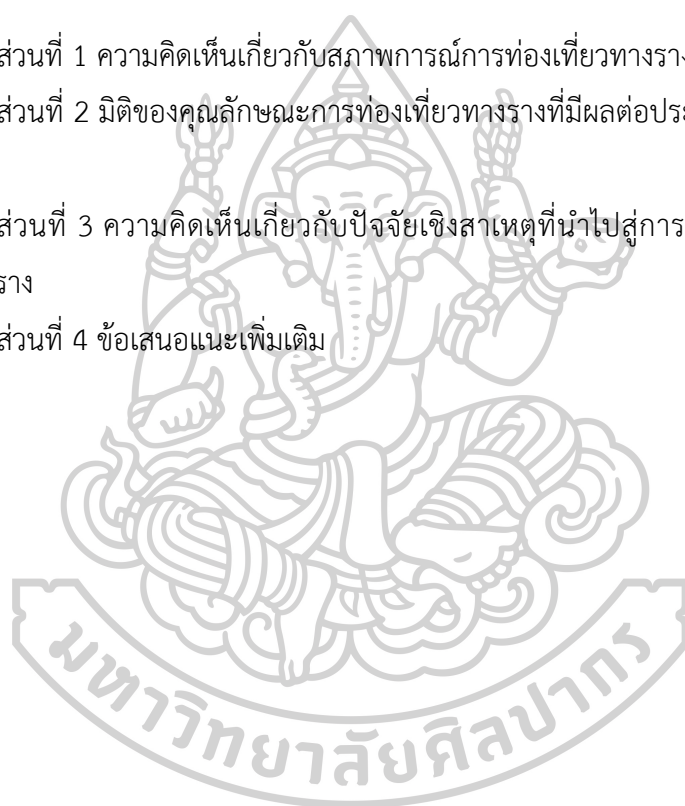 ส่วนที่ 1 ความคิดเห็นเกี่ยวกับสภาพการณ์การท่องเที่ยวทางราง
ส่วนที่ 2 มิติของคุณลักษณะการท่องเที่ยวทางรางที่มีผลต่อประ
ส่วนที่ 3 ความคิดเห็นเกี่ยวกับปัจจัยเชิงสาเหตุที่นำไปสู่การ
ราง
ส่วนที่ 4 ข้อเสนอแนะเพิ่มเติม
มหาวิทยาลัยศิลปากร